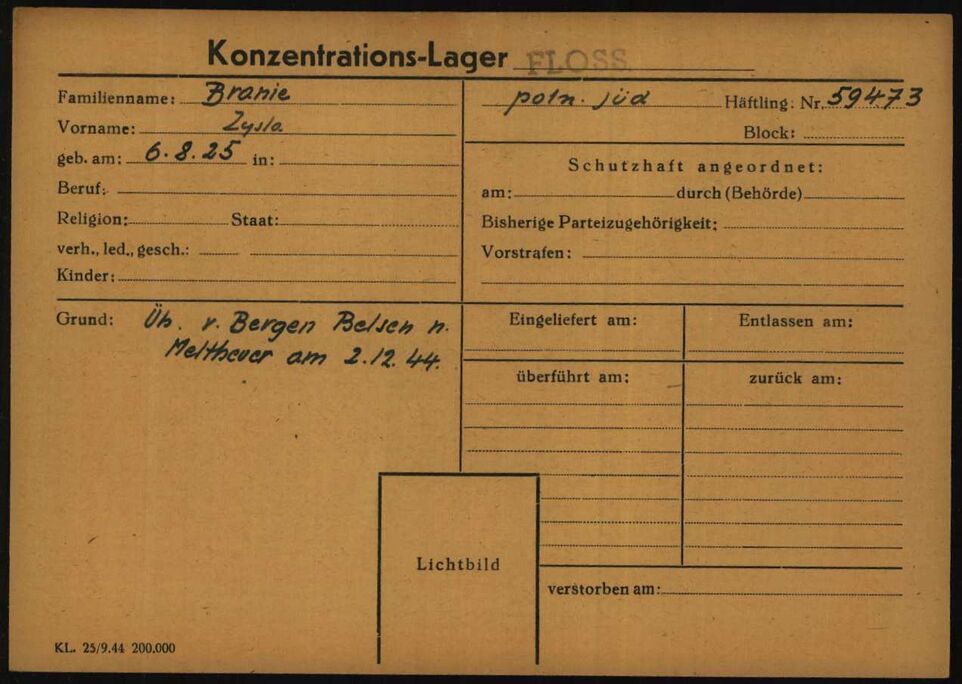 Konzentrations-Lager FLOSS.
Familienname: Branie
Vorname: Zysla
geb. am: 6.8.25 in:
Beruf:
Religion: Staat:
verh., led., gesch.:
Kinder:
poln. Jüd Häftling. Nr. 59473
Block:
Schutzhaft angeordnet:
am: durch (Behörde)
Bisherige Parteizugehörigkeit:
Vorstrafen:
Grund: Üb. v. Bergen Belsen n.
Meltheuer am 2.12.44.
Eingeliefert am: Entlassen am:
überführt am: zurück am:
Lichtbild
verstorben am:
KL. 25/9.44 200.000